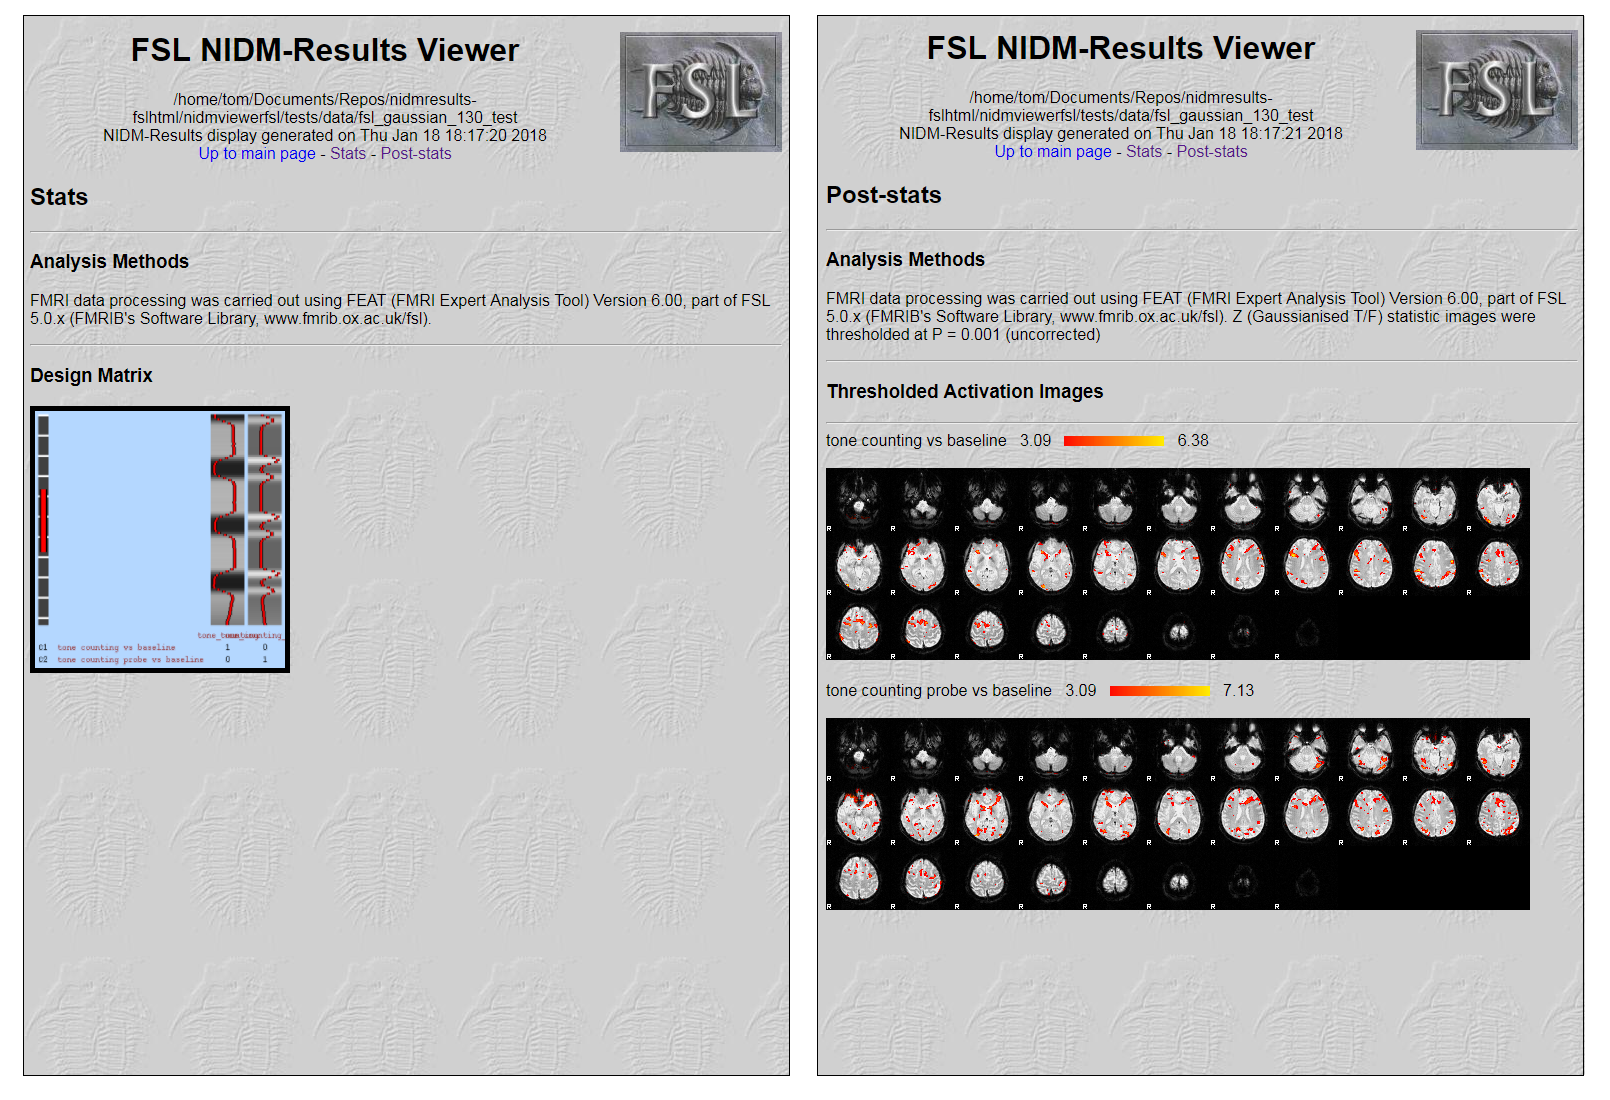 FSL NIDM-Results Viewer
/home/tom/Documents/Repos/nidmresults-
fslhtml/nidmviewerfsl/tests/data/fsl_gaussian_130_test
NIDM-Results display generated on Thu Jan 18 18:17:20 2018
Up to main page - Stats - Post-stats
FSL
Stats
Analysis Methods
FMRI data processing was carried out using FEAT (FMRI Expert Analysis Tool) Version 6.00, part of FSL
5.0.x (FMRIB's Software Library, www.fmrib.ox.ac.uk/fsl).
Design Matrix
C1 tone counting vs baseline 1 0
C2 tone counting probe vs baseline 0 1
FSL NIDM-Results Viewer
/home/tom/Documents/Repos/nidmresults-
fslhtml/nidmviewerfsl/tests/data/fsl_gaussian_130_test
NIDM-Results display generated on Thu Jan 18 18:17:21 2018
Up to main page - Stats - Post-stats
FSL
Post-stats
Analysis Methods
FMRI data processing was carried out using FEAT (FMRI Expert Analysis Tool) Version 6.00, part of FSL
5.0.x (FMRIB's Software Library, www.fmrib.ox.ac.uk/fsl). Z (Gaussianised T/F) statistic images were
thresholded at P = 0.001 (uncorrected)
Thresholded Activation Images
tone counting vs baseline 3.09 6.38
R R R R R R R R R R R
R R R R R R R R R R R
R R R R R R R R
tone counting probe vs baseline 3.09 7.13
R R R R R R R R R R R
R R R R R R R R R R R
R R R R R R R R